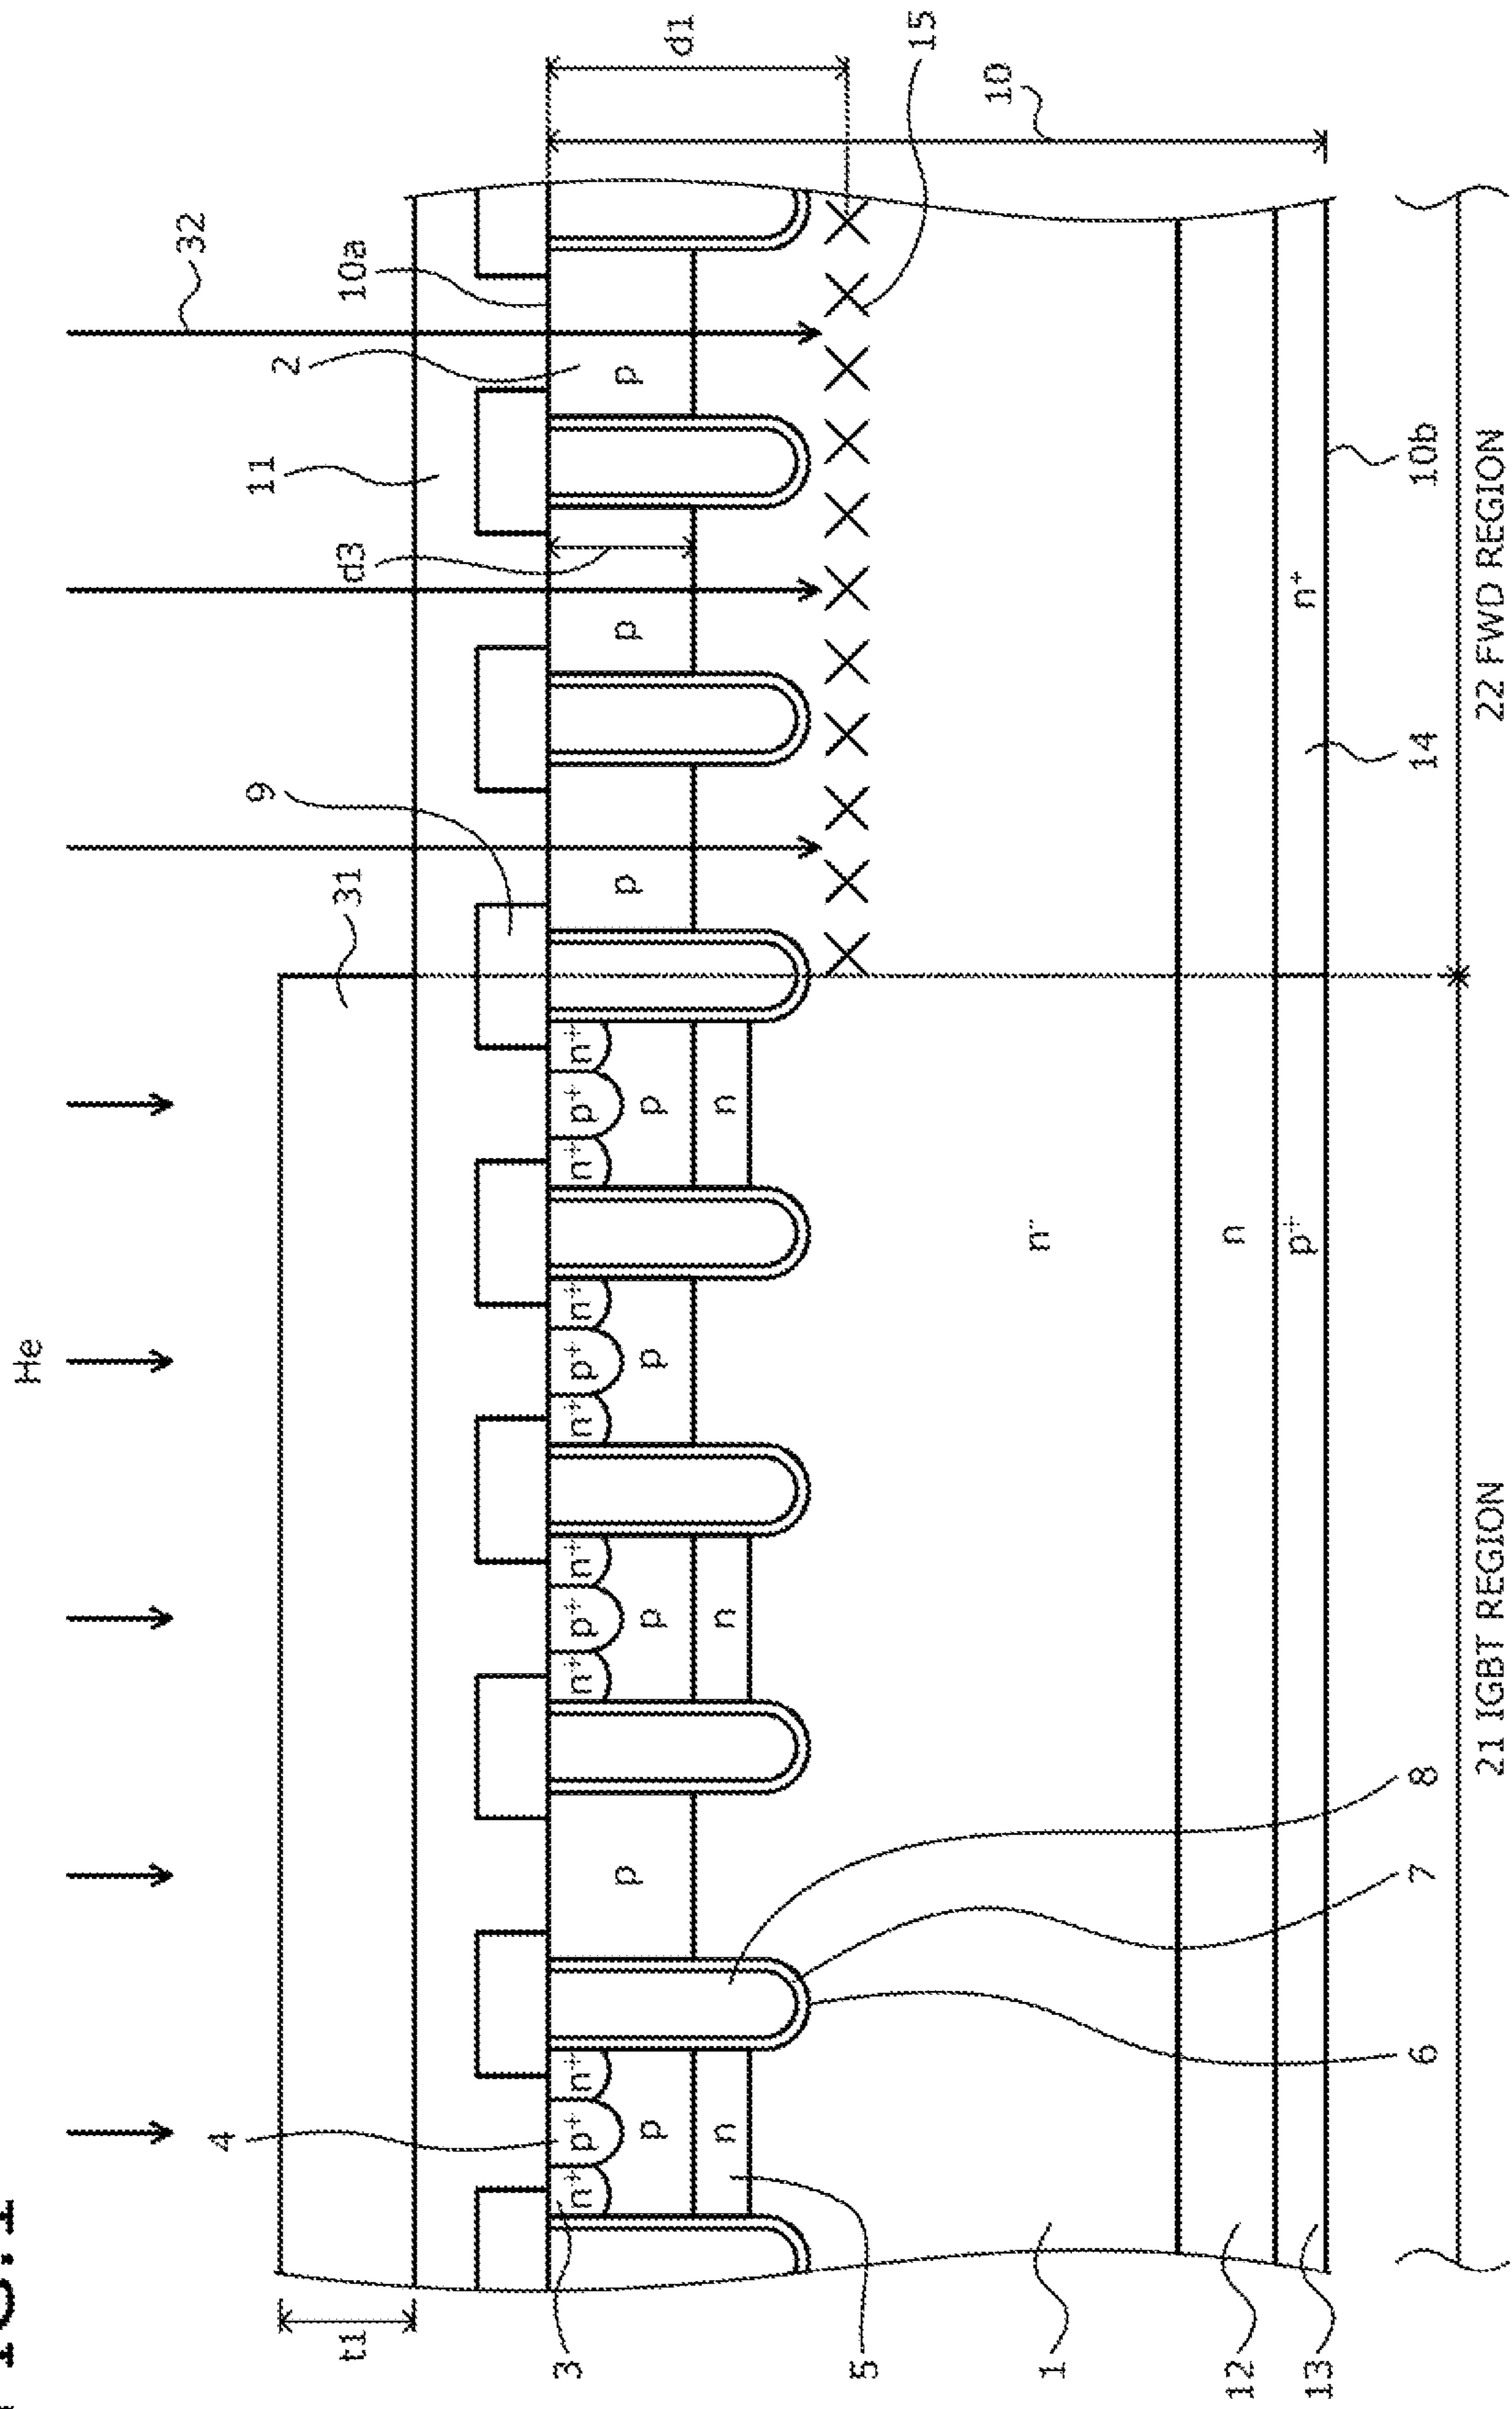 He
32
4
9
11
2
t1
31
d3
10a
3
n⁺ p⁺ n⁺ n⁺ p⁺ n⁺ n⁺ p⁺ n⁺ n⁺ p⁺ n⁺
p p p p p p p p
d1
n n n
5
15
10
n⁻
1
n
12
p⁺ n⁺
13
6 7 8 14 10b
21 IGBT REGION 22 FWD REGION